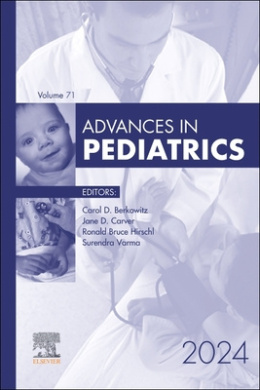 Volume 71
ADVANCES IN
PEDIATRICS
EDITORS:
Carol D. Berkowitz
Jane D. Carver
Ronald Bruce Hirschl
Surendra Varma
ELSEVIER
2024